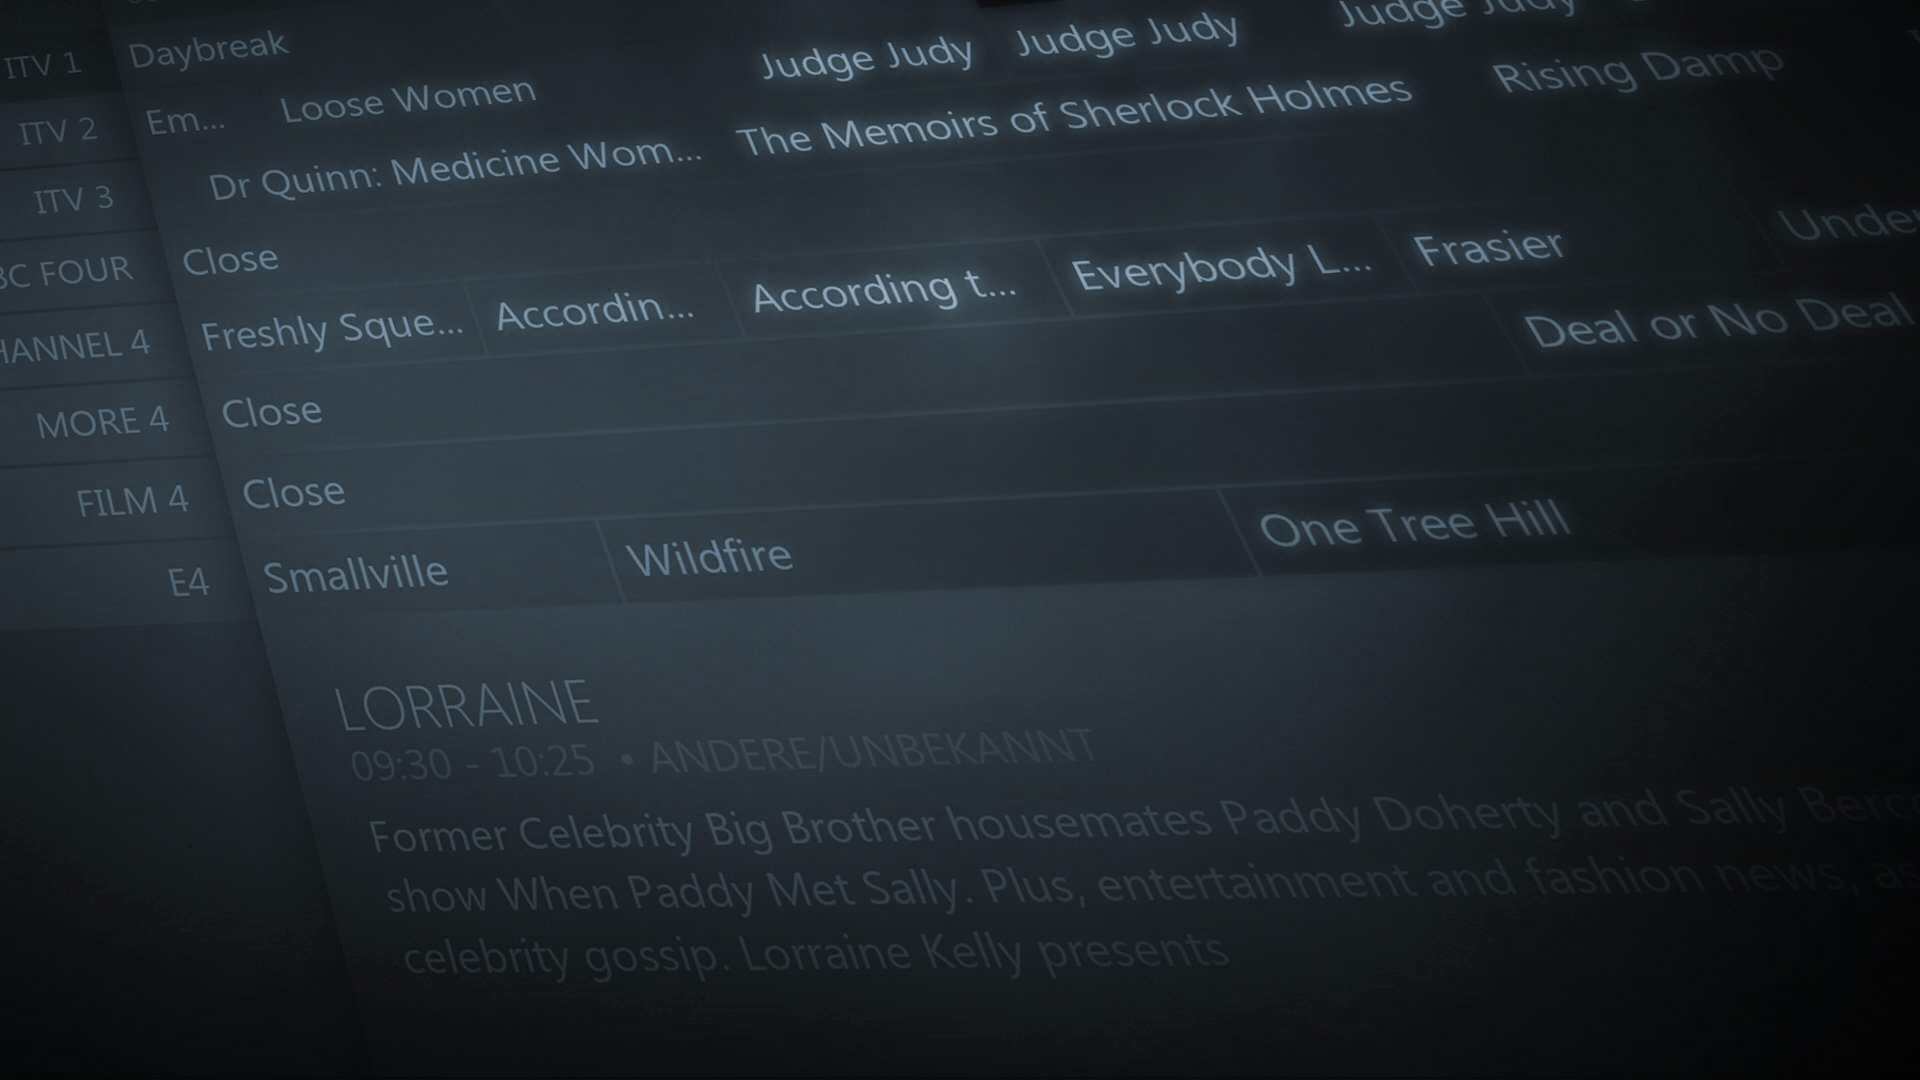 ITV 1 Daybreak
ITV 2 Em... Loose Women Judge Judy Judge Judy Judge Judy
ITV 3 Dr Quinn: Medicine Wom... The Memoirs of Sherlock Holmes Rising Damp
BC FOUR Close
HANNEL 4 Freshly Sque... Accordin... According t... Everybody L... Frasier Unde
MORE 4 Close Deal or No Deal
FILM 4 Close
E4 Smallville Wildfire One Tree Hill
LORRAINE
09:30 - 10:25 • ANDERE/UNBEKANNT
Former Celebrity Big Brother housemates Paddy Doherty and Sally Berc
show When Paddy Met Sally. Plus, entertainment and fashion news, as
celebrity gossip. Lorraine Kelly presents